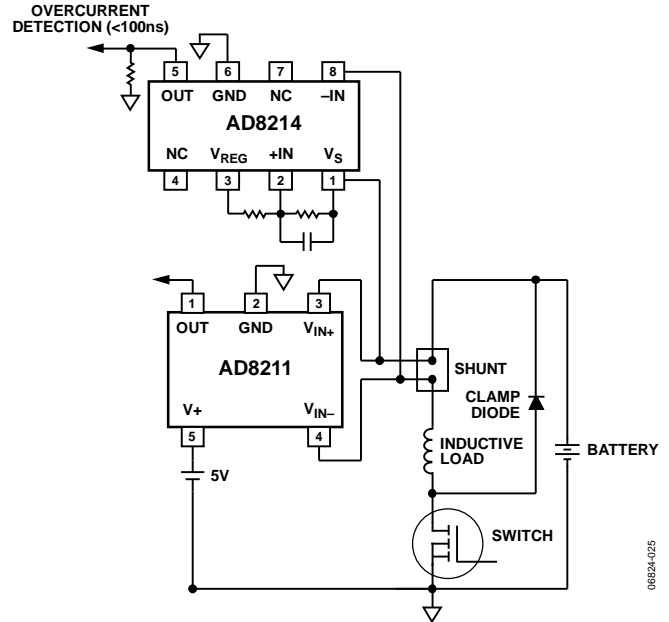 OVERCURRENT
DETECTION (<100ns)
5 6 7 8
OUT GND NC –IN
AD8214
NC VREG +IN VS
4 3 2 1
1 2 3
OUT GND VIN+
AD8211
V+ VIN–
5 4
5V
SHUNT
CLAMP
DIODE
INDUCTIVE
LOAD
BATTERY
SWITCH
06824-025